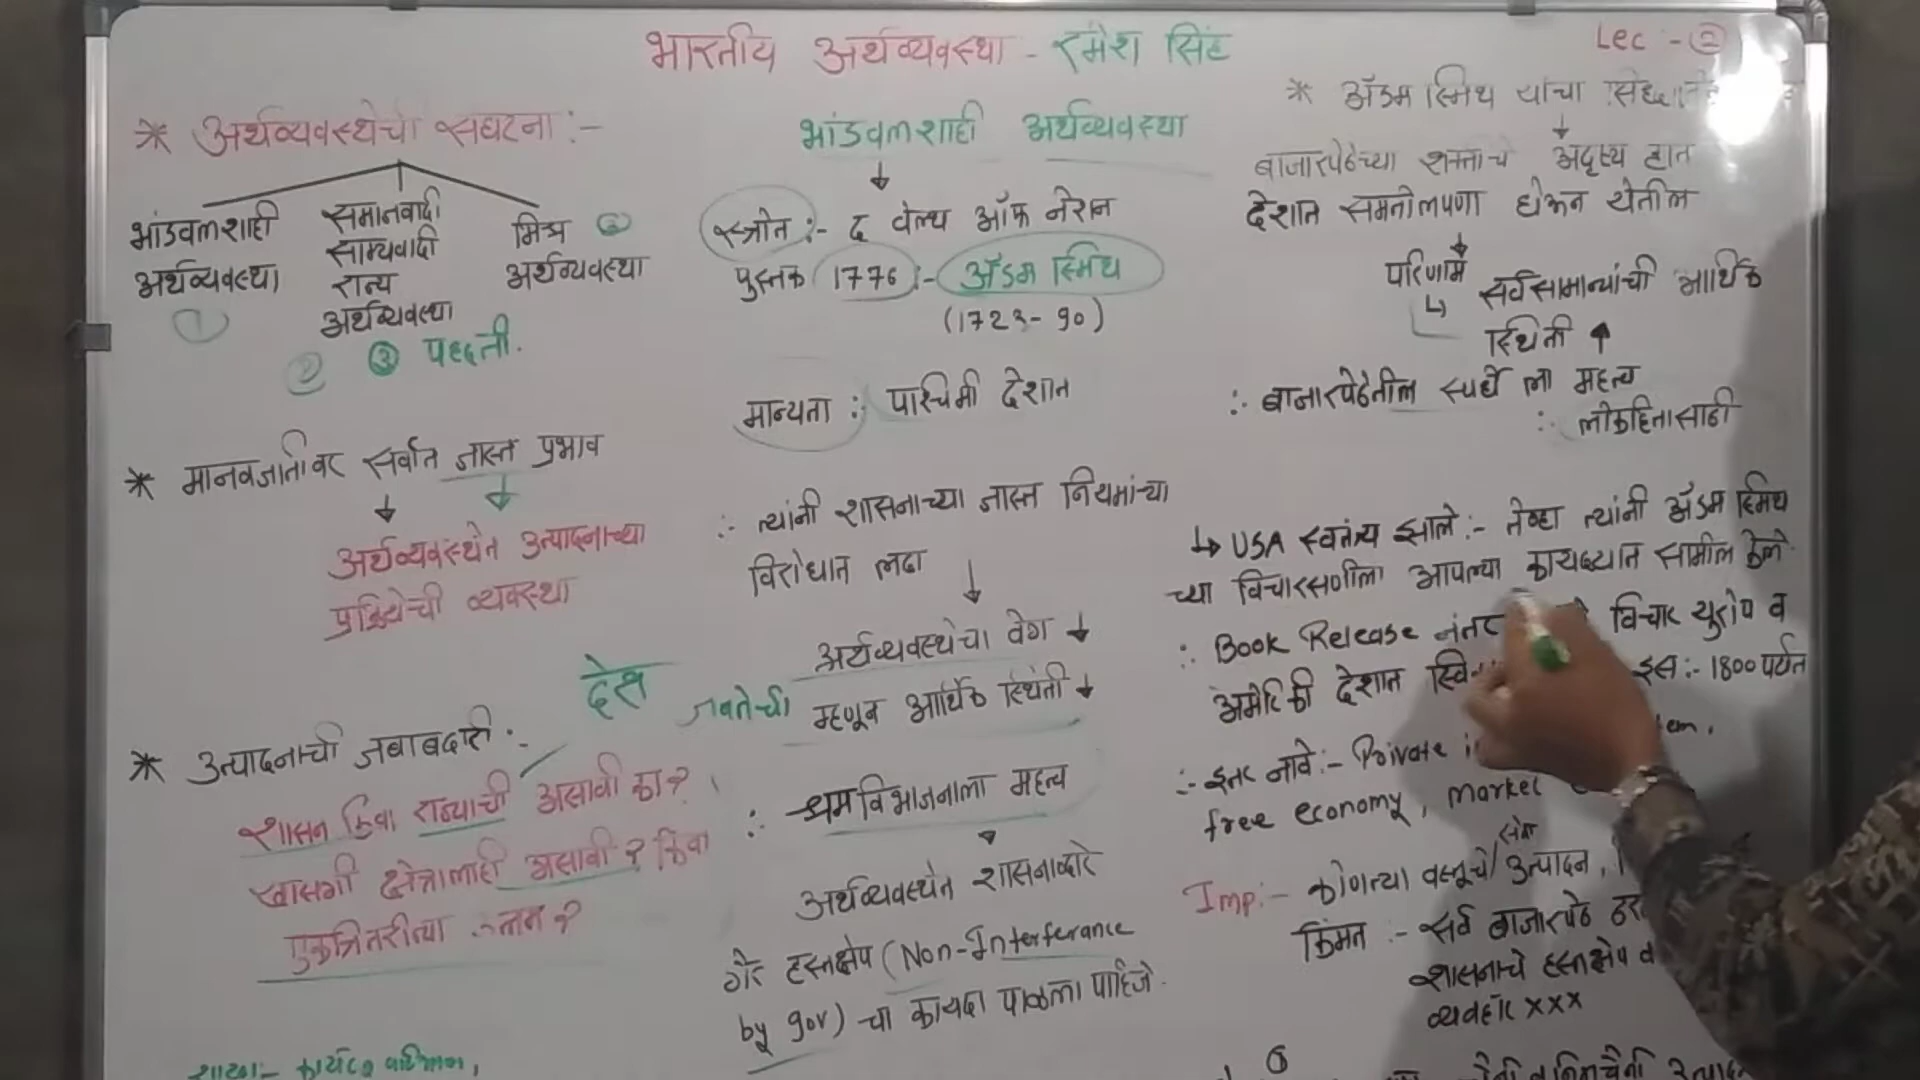 भारतीय अर्थव्यवस्था - रमेश सिंह
Lec - ②
* अर्थव्यवस्थेची संघटना :-
भांडवलशाही
अर्थव्यवस्था
①
समाजवादी
साम्यवादी
राज्य
अर्थव्यवस्था
②
मिश्र ③
अर्थव्यवस्था
③ पद्धती.
* मानवजातीवर सर्वात जास्त प्रभाव
अर्थव्यवस्थेत उत्पादनाच्या
प्रक्रियेची व्यवस्था
* उत्पादनाची जबाबदारी :-
शासन किंवा राज्याची असावी का?
खासगी क्षेत्रालाही असावी? किंवा
एकत्रितरीत्या
भांडवलशाही अर्थव्यवस्था
स्त्रोत :- द वेल्थ ऑफ नेशन
पुस्तक 1776 :- ॲडम स्मिथ
(1723-90)
मान्यता : पाश्चिमी देशात
∴ त्यांनी शासनाच्या जास्त नियमांच्या
विरोधात लढा
अर्थव्यवस्थेचा वेग ↓
देश जनतेची म्हणून आर्थिक स्थिती ↓
∴ श्रमविभाजनाला महत्व
अर्थव्यवस्थेत शासनाव्दारे
गैर हस्तक्षेप (Non-Interferance
by gov) चा कायदा पाळला पाहिजे.
* ॲडम स्मिथ यांचा
बाजारपेठेच्या अदृश्य हात
देशात समतोलपणा घेऊन येतील
परिणाम
↳ सर्वसामान्यांची आर्थिक
स्थिती ↑
∴ बाजारपेठेतील स्पर्धेला महत्व
∴ लोकहितासाठी
↳ USA स्वतंत्र झाले :- तेव्हा त्यांनी ॲडम स्मिथ
च्या विचारसणीला आपल्या कायद्यात सामील केले
∴ Book Release नंतर विचार युरोप व
अमेरिकी देशात इस :- 1800 पर्यंत
∴ इतर नावे :- Private
free economy, market
Imp:- कोणत्या वस्तूचे/सेवा उत्पादन,
किंमत :- सर्व बाजारपेठ
शासनाचे हस्तक्षेप व
व्यवहार xxx